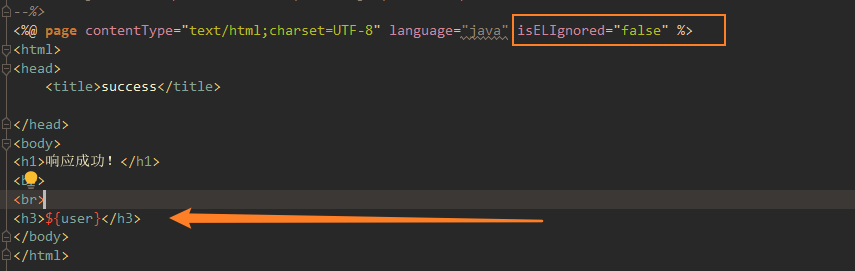 --%>
<%@ page contentType="text/html;charset=UTF-8" language="java" isELIgnored="false" %>
<html>
<head>
    <title>success</title>
</head>
<body>
<h1>响应成功！</h1>
<br>
<h3>${user}</h3>
</body>
</html>